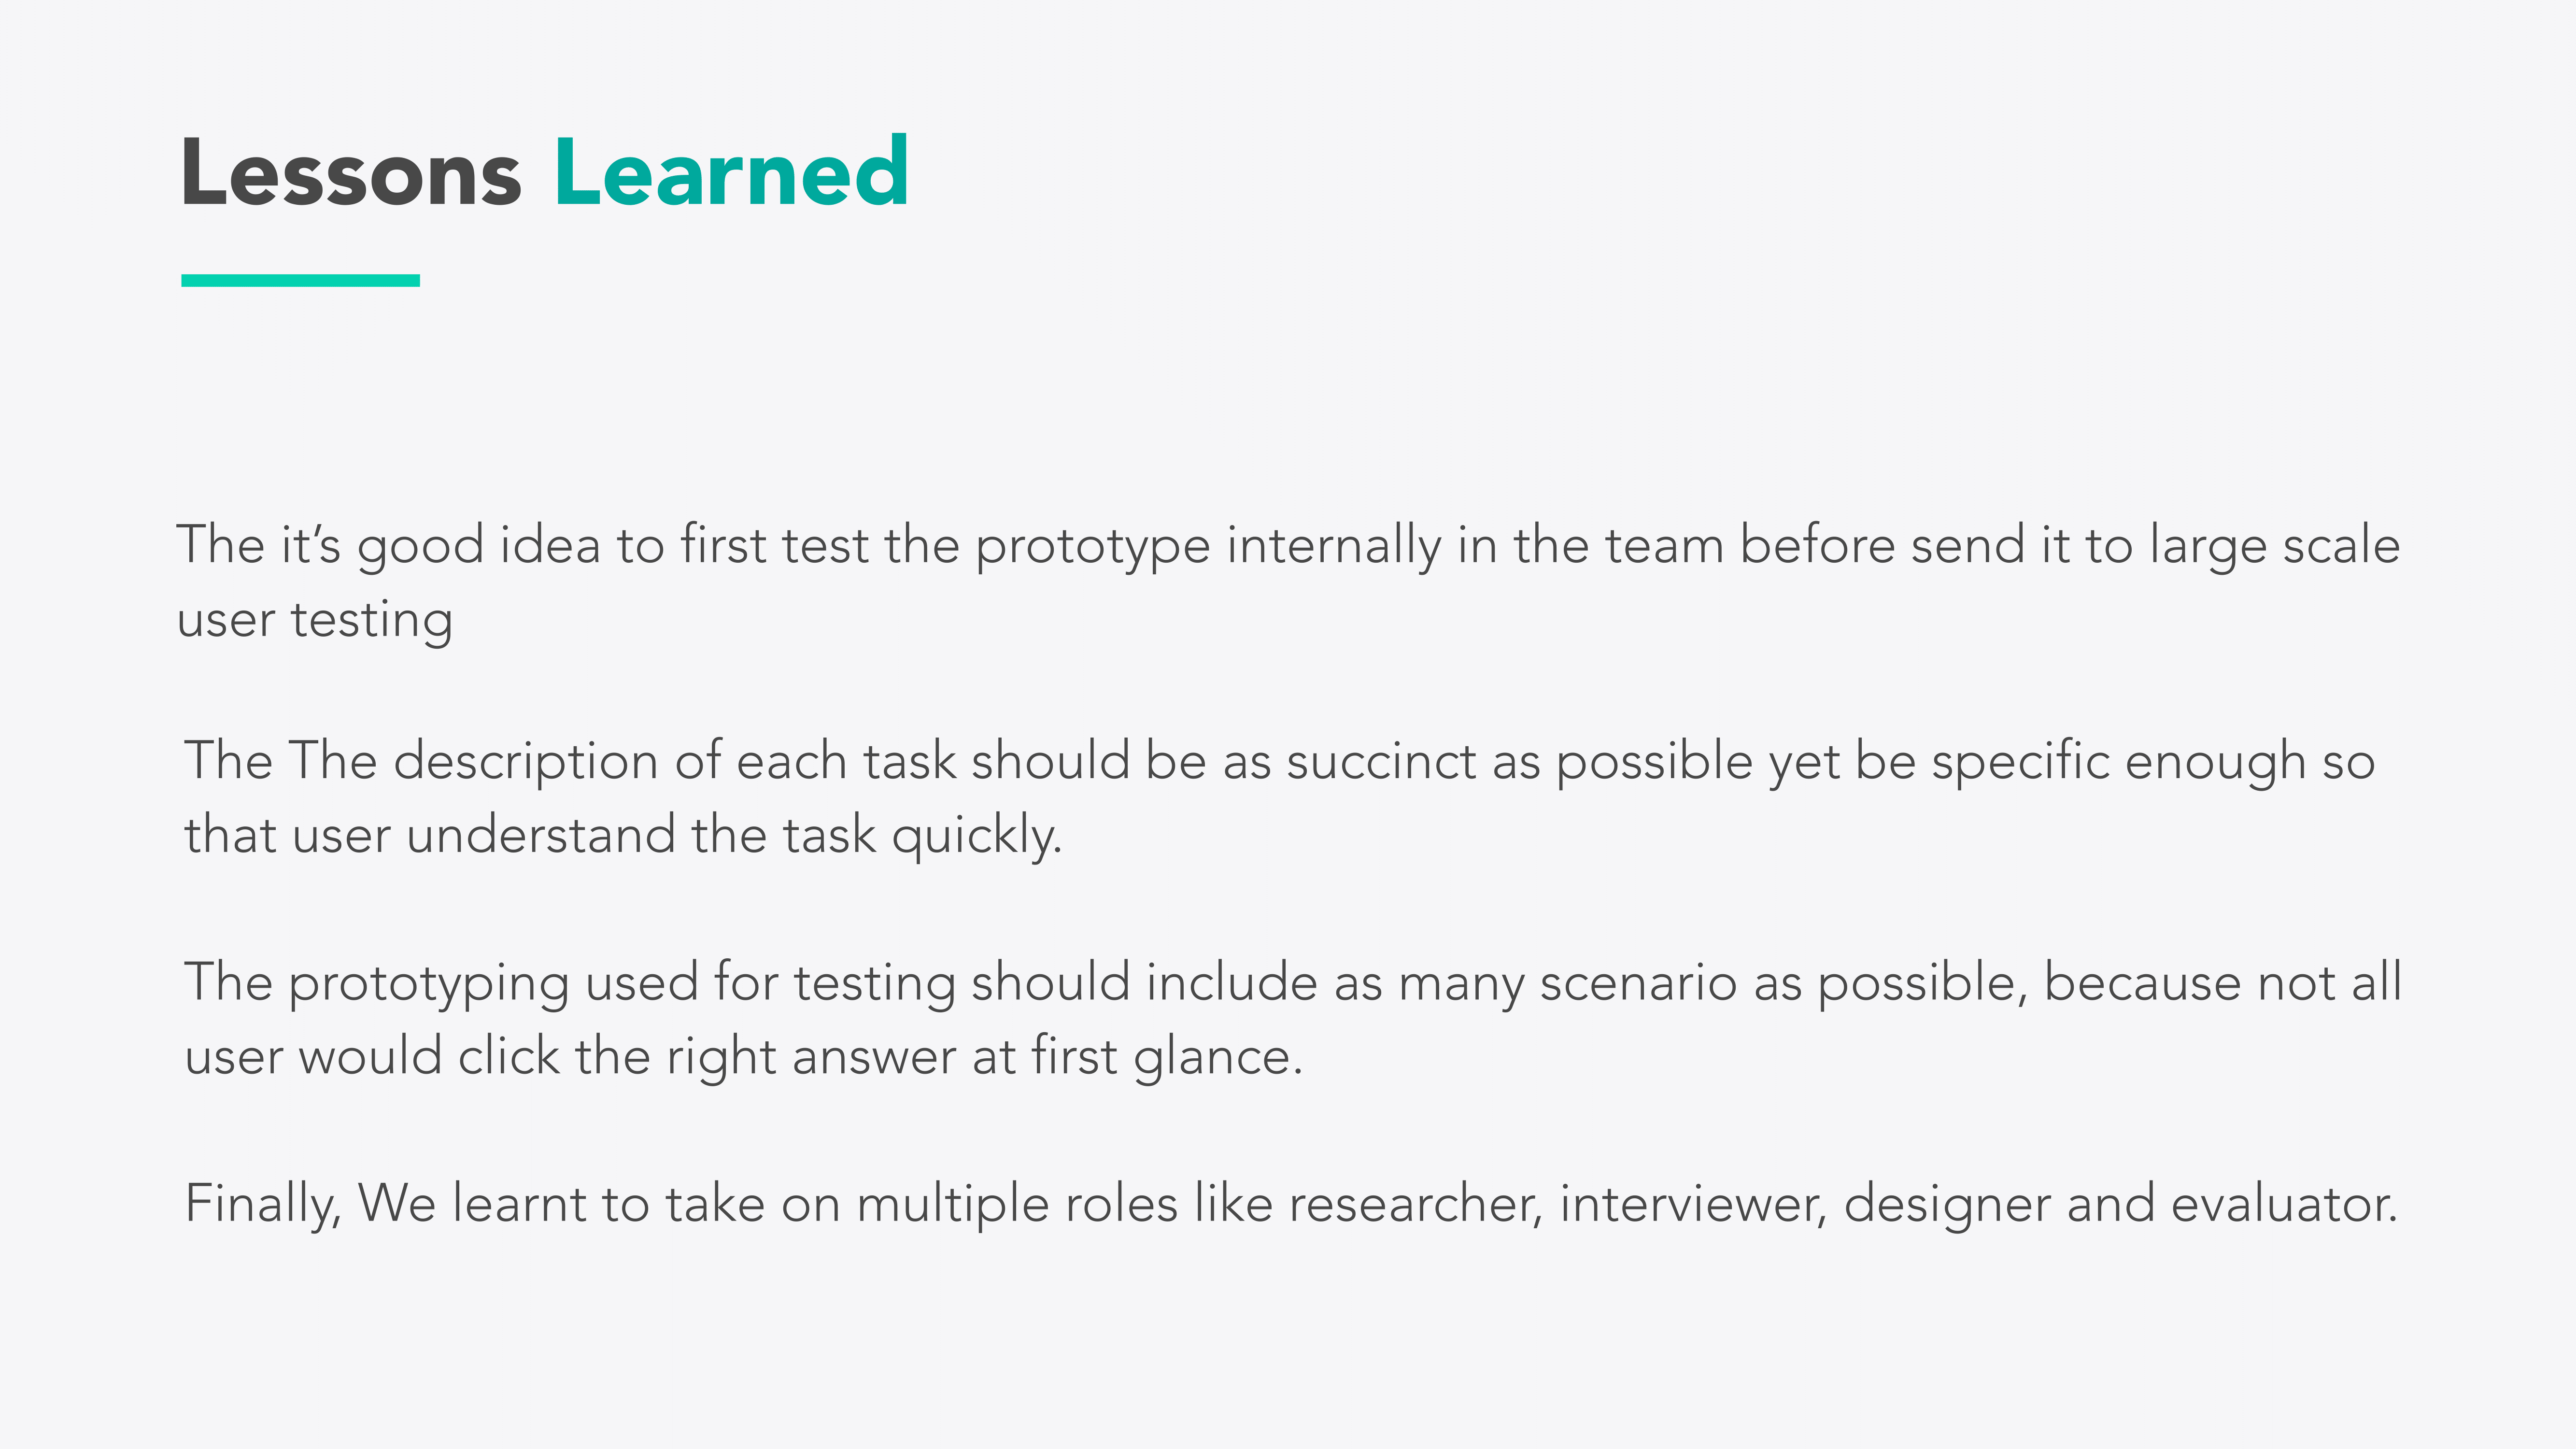 Lessons Learned
The it’s good idea to first test the prototype internally in the team before send it to large scale
user testing
The The description of each task should be as succinct as possible yet be specific enough so
that user understand the task quickly.
The prototyping used for testing should include as many scenario as possible, because not all
user would click the right answer at first glance.
Finally, We learnt to take on multiple roles like researcher, interviewer, designer and evaluator.